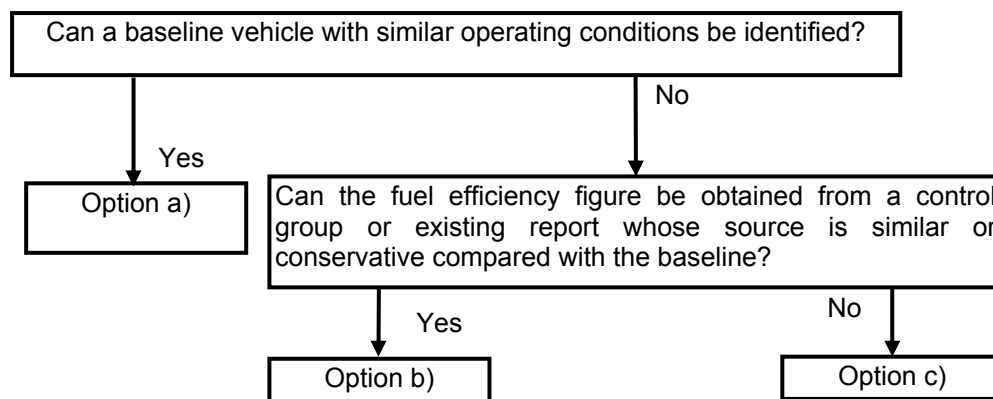 Can a baseline vehicle with similar operating conditions be identified?
No
Yes
Option a)
Can the fuel efficiency figure be obtained from a control
group or existing report whose source is similar or
conservative compared with the baseline?
Yes
No
Option b)
Option c)